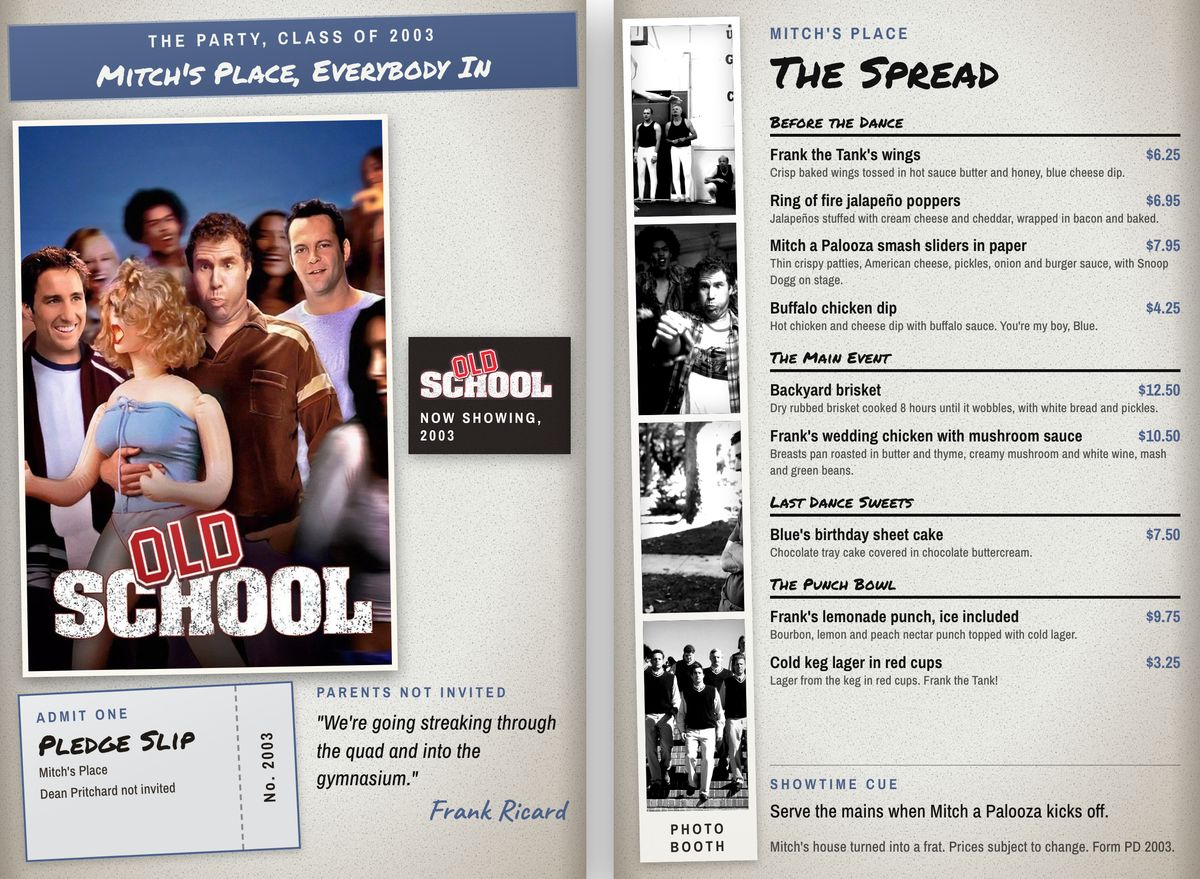 THE PARTY, CLASS OF 2003
MITCH'S PLACE, EVERYBODY IN
OLD
SCHOOL
OLD
SCHOOL
NOW SHOWING,
2003
ADMIT ONE
PLEDGE SLIP
Mitch's Place
Dean Pritchard not invited
No. 2003
PARENTS NOT INVITED
"We're going streaking through
the quad and into the
gymnasium."
Frank Ricard
PHOTO
BOOTH
MITCH'S PLACE
THE SPREAD
BEFORE THE DANCE
Frank the Tank's wings $6.25
Crisp baked wings tossed in hot sauce butter and honey, blue cheese dip.
Ring of fire jalapeño poppers $6.95
Jalapeños stuffed with cream cheese and cheddar, wrapped in bacon and baked.
Mitch a Palooza smash sliders in paper $7.95
Thin crispy patties, American cheese, pickles, onion and burger sauce, with Snoop
Dogg on stage.
Buffalo chicken dip $4.25
Hot chicken and cheese dip with buffalo sauce. You're my boy, Blue.
THE MAIN EVENT
Backyard brisket $12.50
Dry rubbed brisket cooked 8 hours until it wobbles, with white bread and pickles.
Frank's wedding chicken with mushroom sauce $10.50
Breasts pan roasted in butter and thyme, creamy mushroom and white wine, mash
and green beans.
LAST DANCE SWEETS
Blue's birthday sheet cake $7.50
Chocolate tray cake covered in chocolate buttercream.
THE PUNCH BOWL
Frank's lemonade punch, ice included $9.75
Bourbon, lemon and peach nectar punch topped with cold lager.
Cold keg lager in red cups $3.25
Lager from the keg in red cups. Frank the Tank!
SHOWTIME CUE
Serve the mains when Mitch a Palooza kicks off.
Mitch's house turned into a frat. Prices subject to change. Form PD 2003.